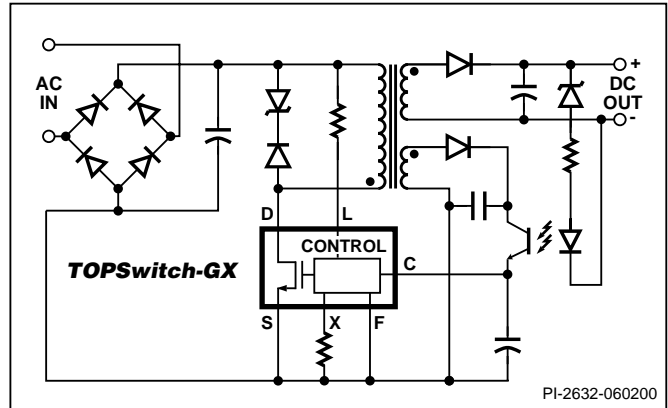 +
AC
IN
DC
OUT
-
D
L
CONTROL
C
TOPSwitch-GX
S
X
F
PI-2632-060200